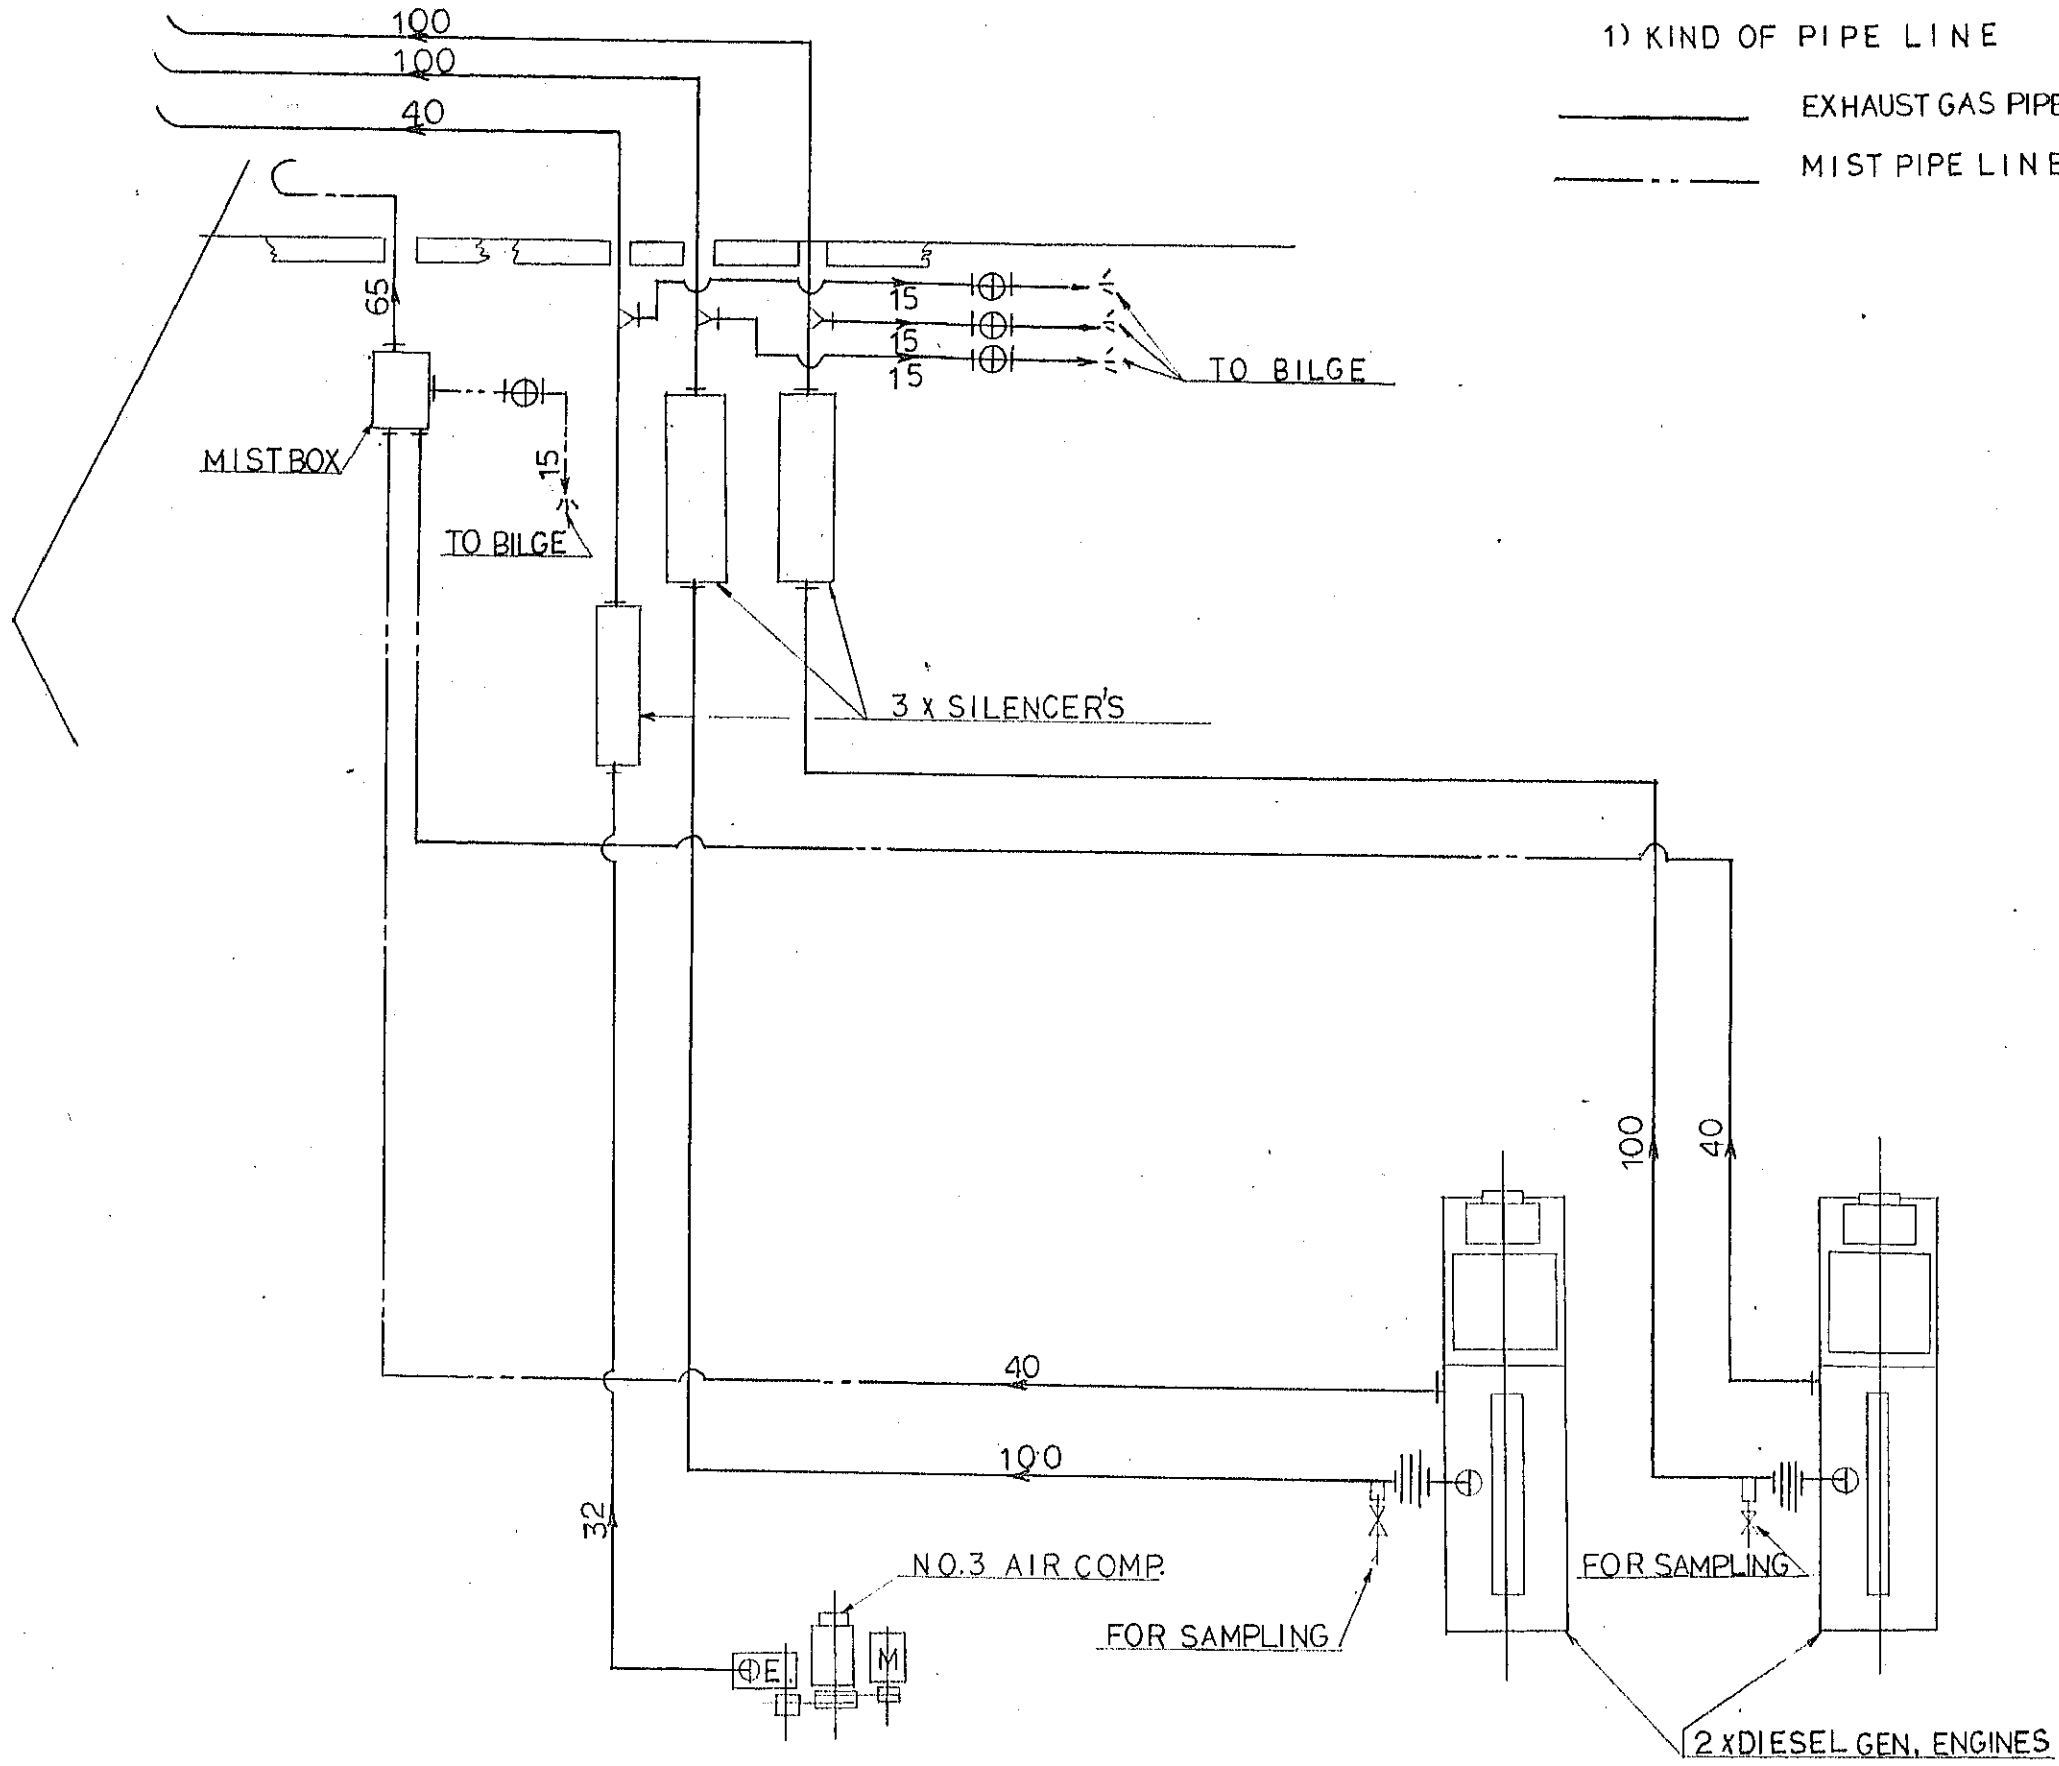 100
1) KIND OF PIPE LINE
100
EXHAUST GAS PIPE
40
MIST PIPE LINE
65
15
15
15
TO BILGE
MIST BOX
15
TO BILGE
3 X SILENCER'S
100
40
40
100
32
NO.3 AIR COMP.
FOR SAMPLING
FOR SAMPLING
E
M
2 X DIESEL GEN. ENGINES